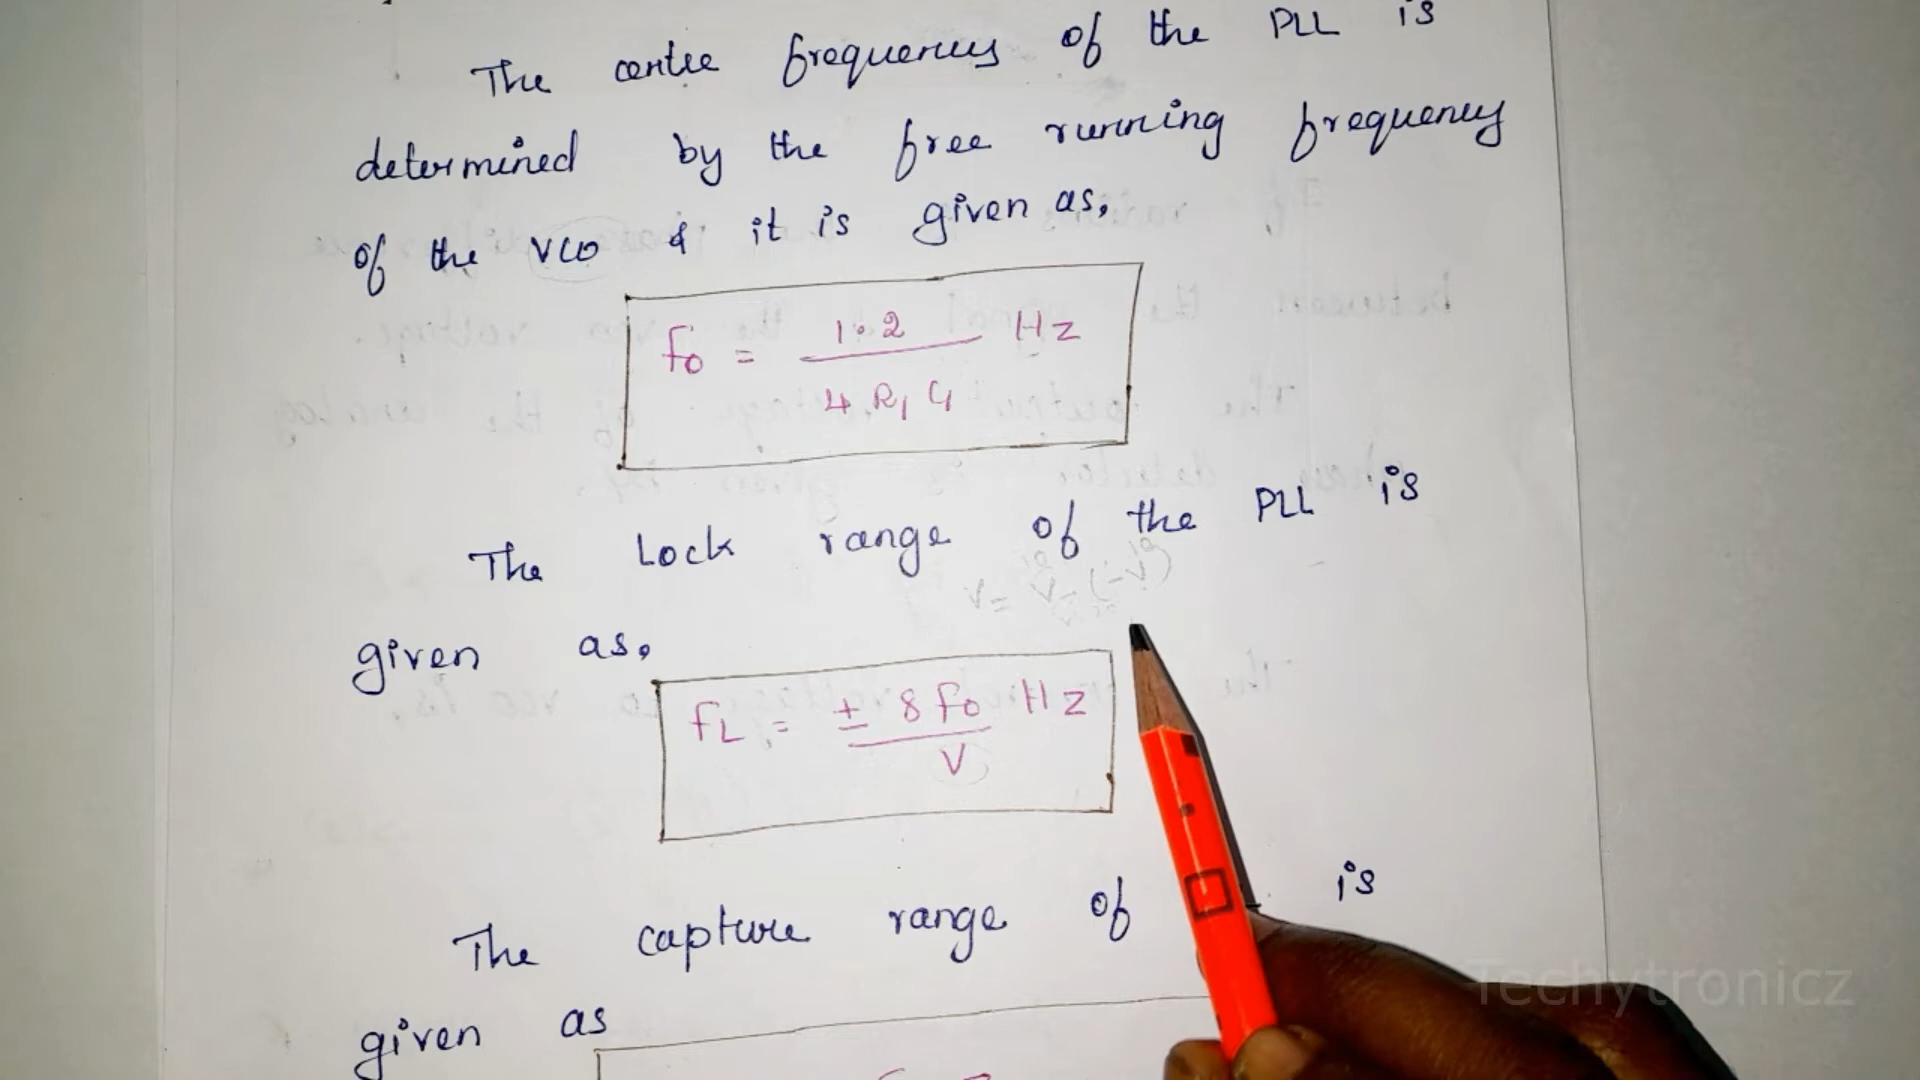 The centre frequency of the PLL is
determined by the free running frequency
of the VCO & it is given as,
f0 = 1.2 / 4 R1 C1 Hz
The Lock range of the PLL is
V = V - (-V)
given as,
fL = ± 8 f0 / V Hz
The capture range of is
given as
Techytronicz